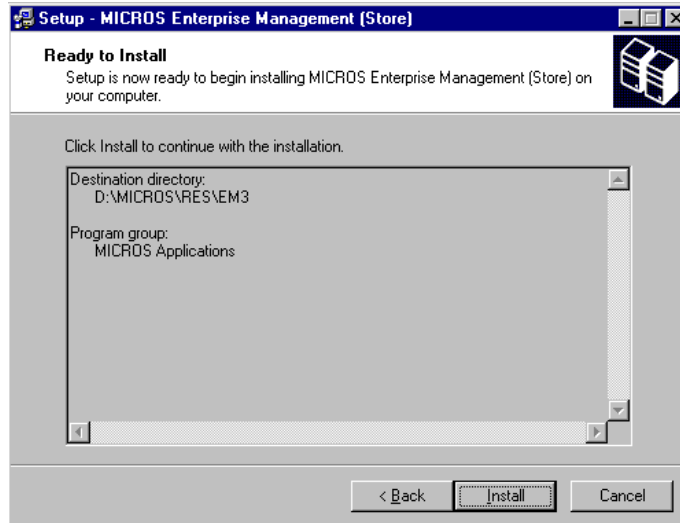 Setup - MICROS Enterprise Management (Store)
Ready to Install
Setup is now ready to begin installing MICROS Enterprise Management (Store) on
your computer.
Click Install to continue with the installation.
Destination directory:
D:\MICROS\RES\EM3
Program group:
MICROS Applications
< Back
Install
Cancel